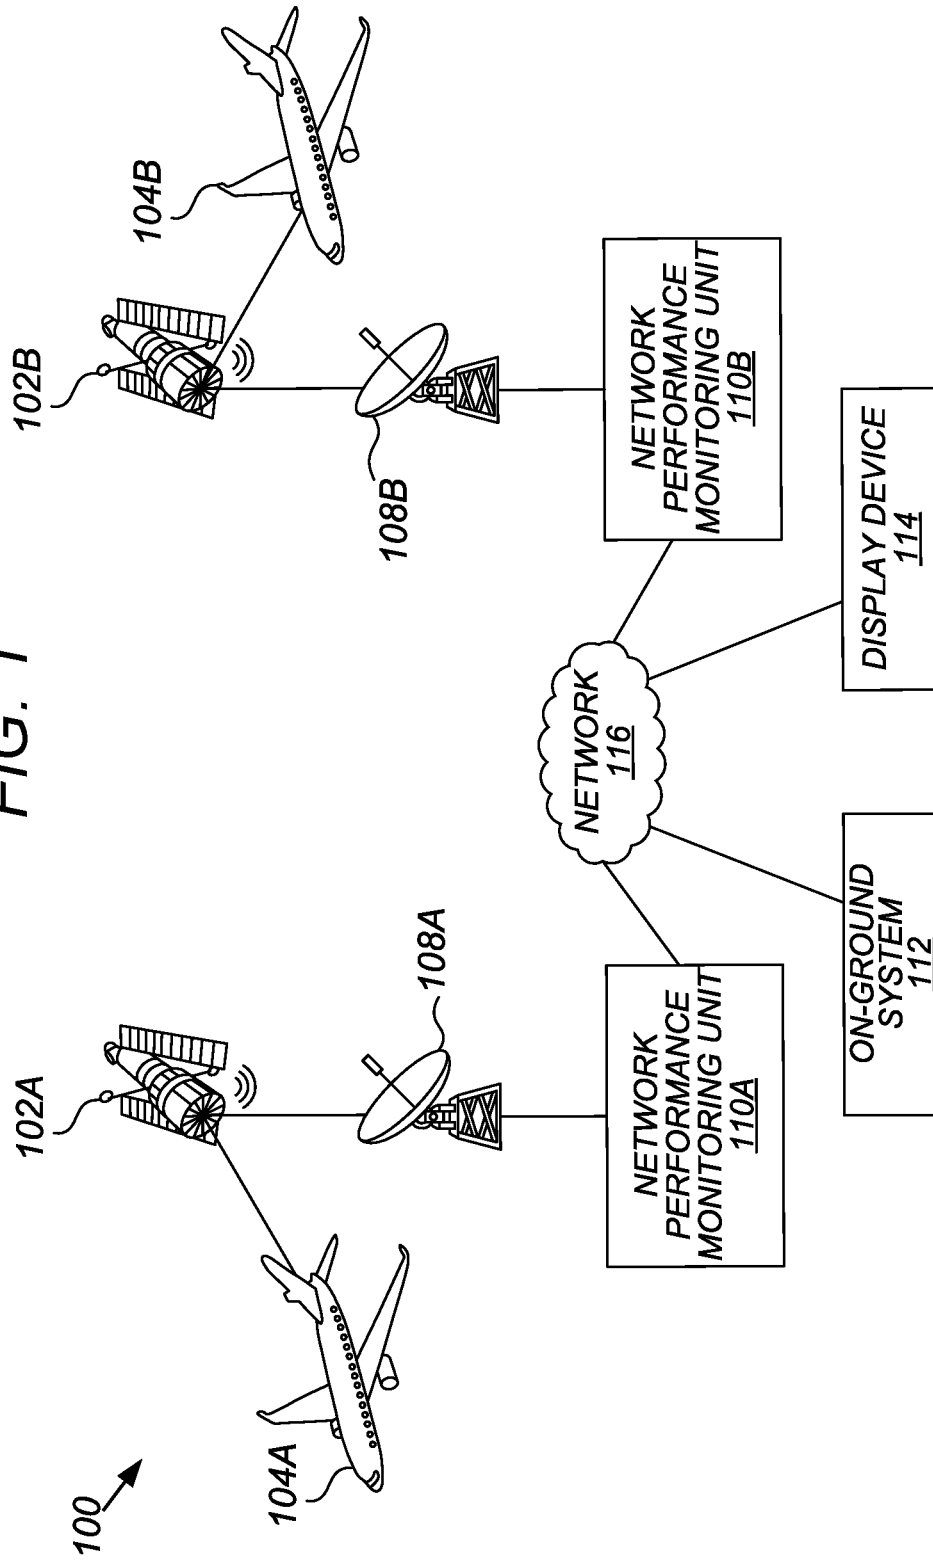 FIG. 1
100
102A
102B
104A
104B
108A
108B
NETWORK
PERFORMANCE
MONITORING UNIT
110A
NETWORK
116
NETWORK
PERFORMANCE
MONITORING UNIT
110B
ON-GROUND
SYSTEM
112
DISPLAY DEVICE
114